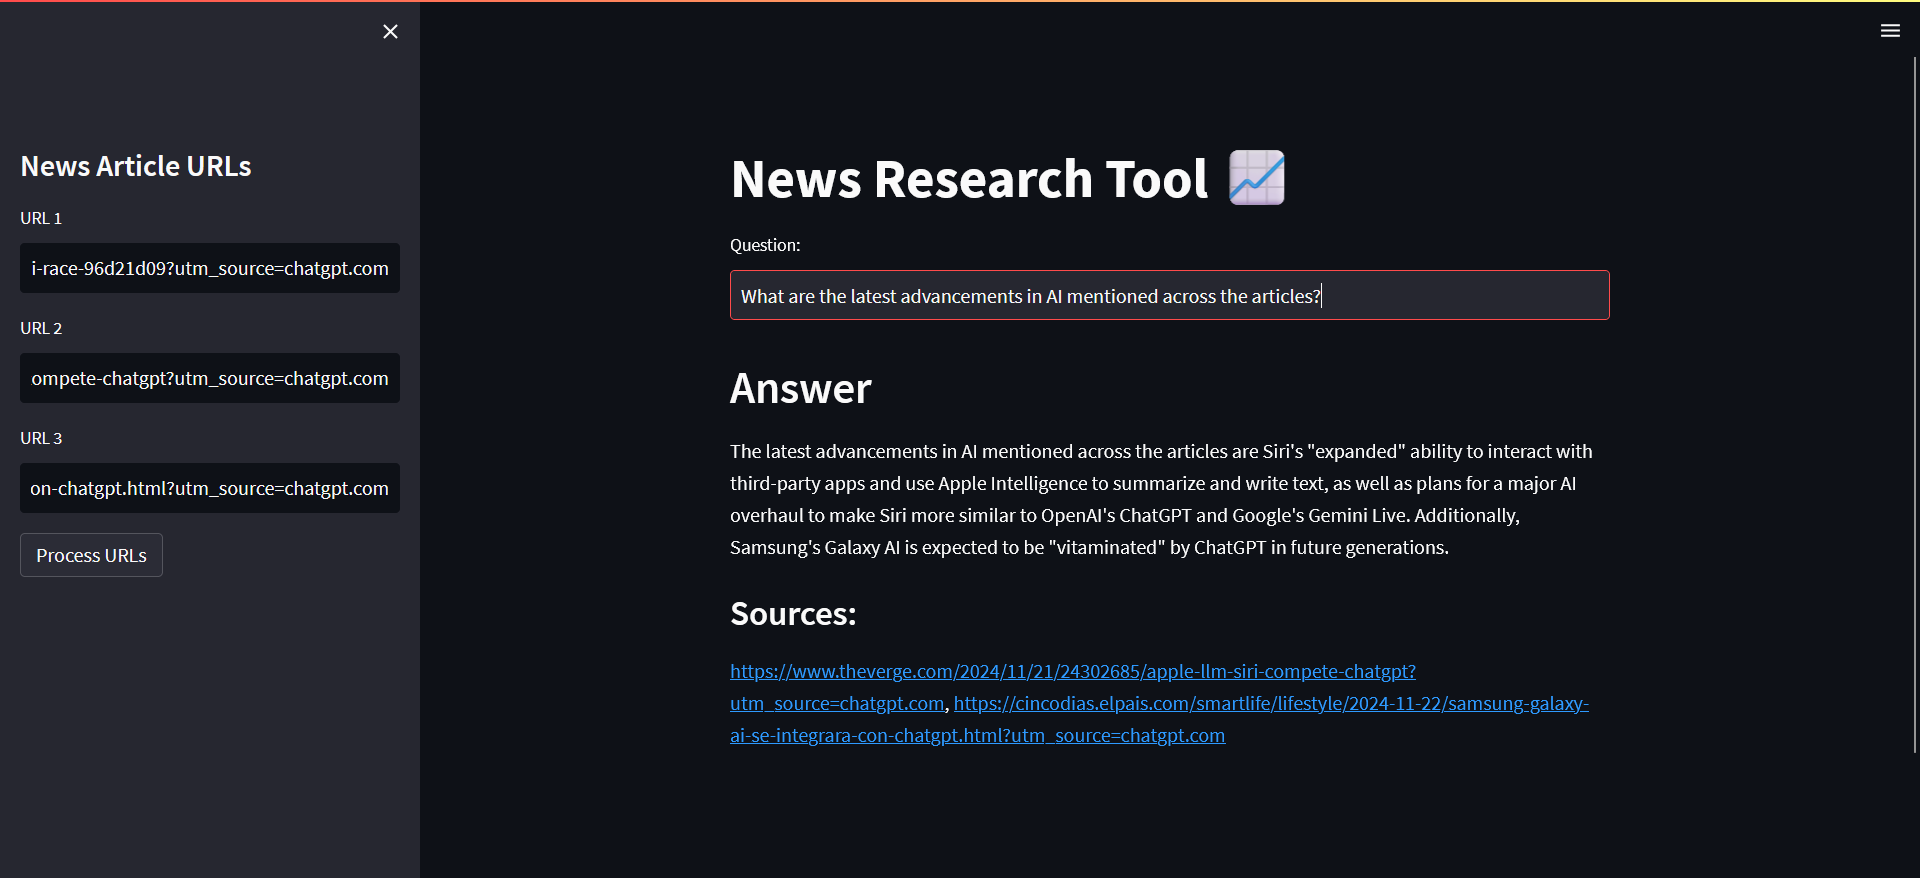 News Article URLs
URL 1
i-race-96d21d09?utm_source=chatgpt.com
URL 2
ompete-chatgpt?utm_source=chatgpt.com
URL 3
on-chatgpt.html?utm_source=chatgpt.com
Process URLs
News Research Tool
Question:
What are the latest advancements in AI mentioned across the articles?
Answer
The latest advancements in AI mentioned across the articles are Siri's "expanded" ability to interact with
third-party apps and use Apple Intelligence to summarize and write text, as well as plans for a major AI
overhaul to make Siri more similar to OpenAI's ChatGPT and Google's Gemini Live. Additionally,
Samsung's Galaxy AI is expected to be "vitaminated" by ChatGPT in future generations.
Sources:
https://www.theverge.com/2024/11/21/24302685/apple-llm-siri-compete-chatgpt?
utm_source=chatgpt.com, https://cincodias.elpais.com/smartlife/lifestyle/2024-11-22/samsung-galaxy-
ai-se-integrara-con-chatgpt.html?utm_source=chatgpt.com